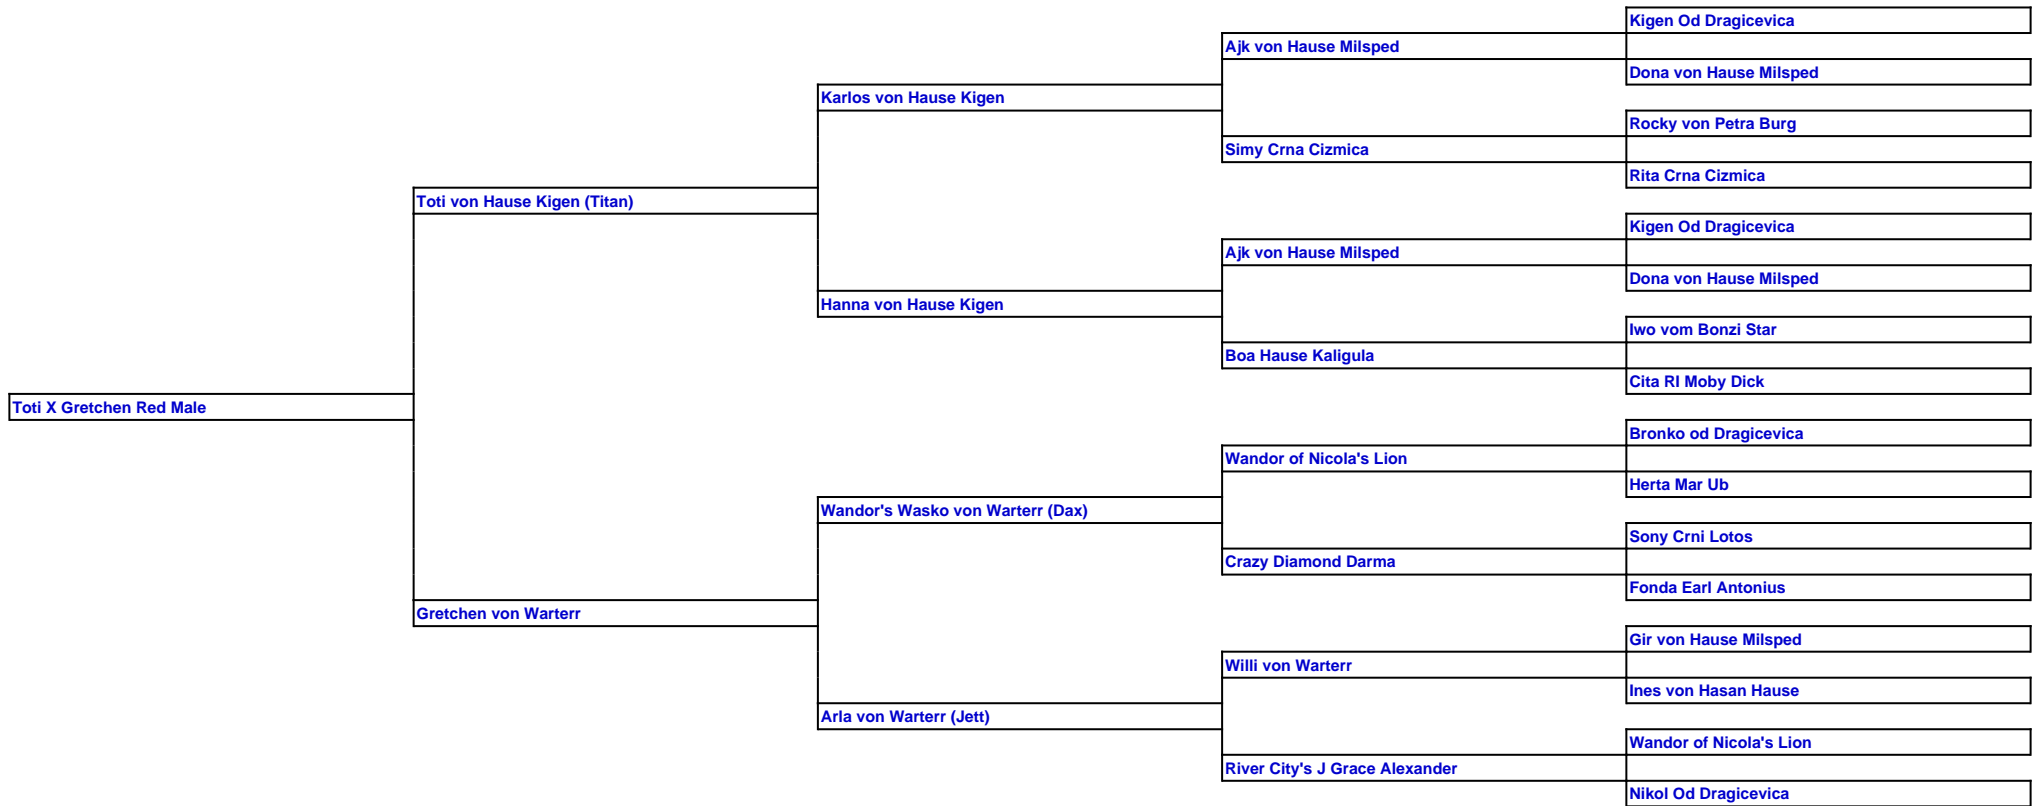 Kigen Od Dragicevica
Ajk von Hause Milsped
Dona von Hause Milsped
Karlos von Hause Kigen
Rocky von Petra Burg
Simy Crna Cizmica
Rita Crna Cizmica
Toti von Hause Kigen (Titan)
Kigen Od Dragicevica
Ajk von Hause Milsped
Dona von Hause Milsped
Hanna von Hause Kigen
Iwo vom Bonzi Star
Boa Hause Kaligula
Cita RI Moby Dick
Toti X Gretchen Red Male
Bronko od Dragicevica
Wandor of Nicola's Lion
Herta Mar Ub
Wandor's Wasko von Warterr (Dax)
Sony Crni Lotos
Crazy Diamond Darma
Fonda Earl Antonius
Gretchen von Warterr
Gir von Hause Milsped
Willi von Warterr
Ines von Hasan Hause
Arla von Warterr (Jett)
Wandor of Nicola's Lion
River City's J Grace Alexander
Nikol Od Dragicevica